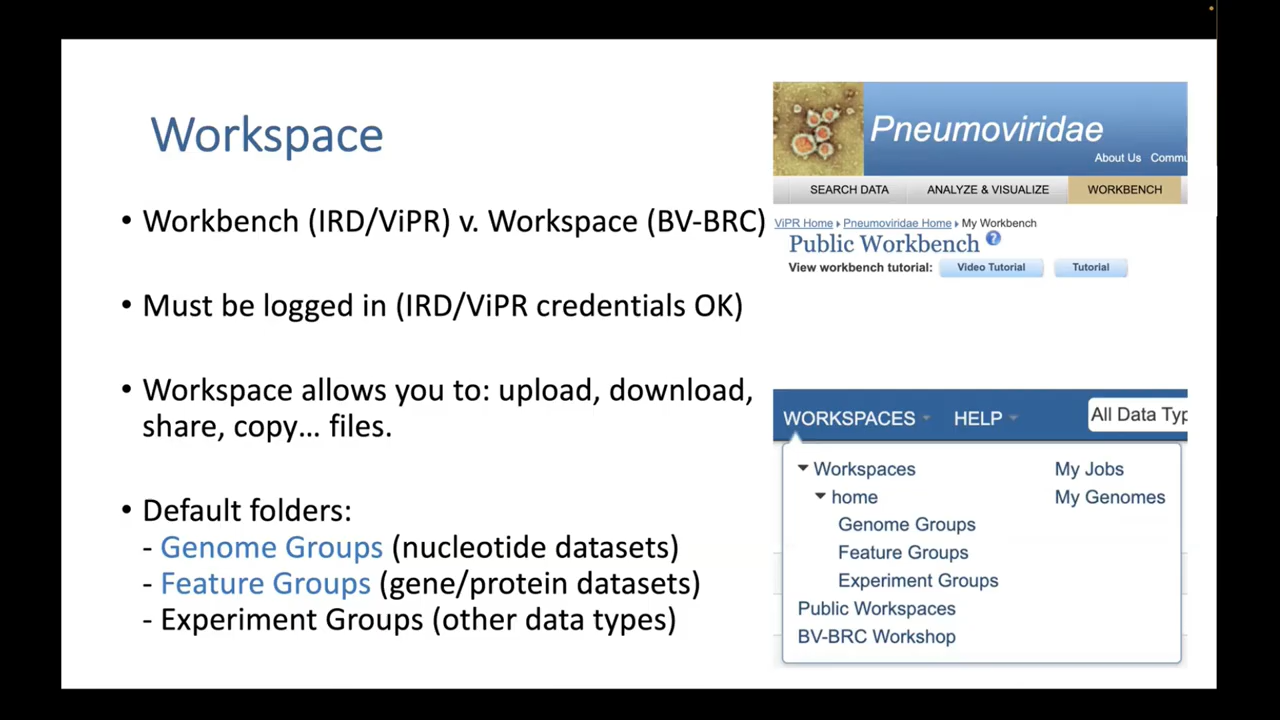 Workspace
• Workbench (IRD/ViPR) v. Workspace (BV-BRC)
• Must be logged in (IRD/ViPR credentials OK)
• Workspace allows you to: upload, download,
share, copy… files.
• Default folders:
- Genome Groups (nucleotide datasets)
- Feature Groups (gene/protein datasets)
- Experiment Groups (other data types)
Pneumoviridae
About Us Commu
SEARCH DATA ANALYZE & VISUALIZE WORKBENCH
ViPR Home Pneumoviridae Home My Workbench
Public Workbench ?
View workbench tutorial: Video Tutorial Tutorial
WORKSPACES HELP All Data Typ
Workspaces My Jobs
home My Genomes
Genome Groups
Feature Groups
Experiment Groups
Public Workspaces
BV-BRC Workshop